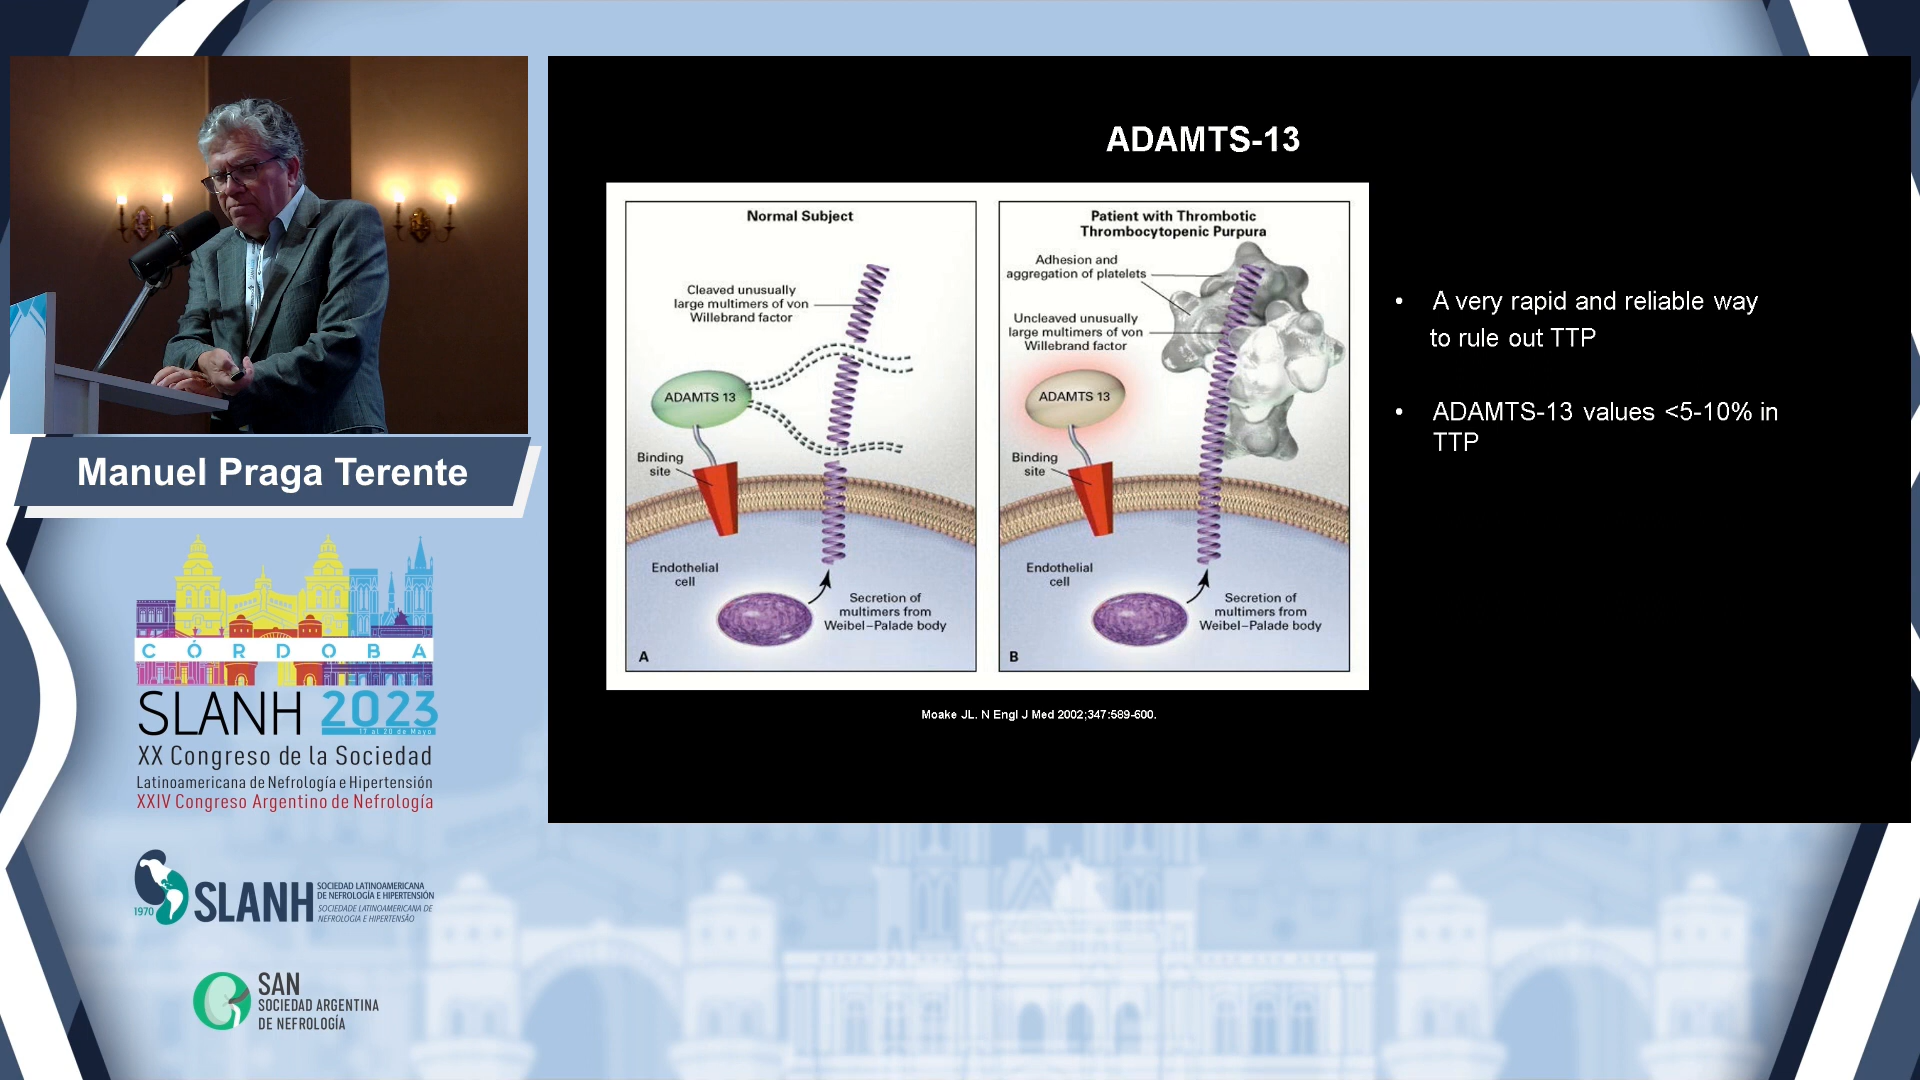 ADAMTS-13
Normal Subject
Cleaved unusually
large multimers of von
Willebrand factor
ADAMTS 13
Binding
site
Endothelial
cell
Secretion of
multimers from
Weibel–Palade body
A
Patient with Thrombotic
Thrombocytopenic Purpura
Adhesion and
aggregation of platelets
Uncleaved unusually
large multimers of von
Willebrand factor
ADAMTS 13
Binding
site
Endothelial
cell
Secretion of
multimers from
Weibel–Palade body
B
• A very rapid and reliable way
to rule out TTP
• ADAMTS-13 values <5-10% in
TTP
Moake JL. N Engl J Med 2002;347:589-600.
Manuel Praga Terente
CÓRDOBA
SLANH 2023
17 al 20 de Mayo
XX Congreso de la Sociedad
Latinoamericana de Nefrología e Hipertensión
XXIV Congreso Argentino de Nefrología
1970
SLANH
SOCIEDAD LATINOAMERICANA
DE NEFROLOGÍA E HIPERTENSIÓN
SOCIEDADE LATINOAMERICANA DE
NEFROLOGIA E HIPERTENSÃO
SAN
SOCIEDAD ARGENTINA
DE NEFROLOGÍA